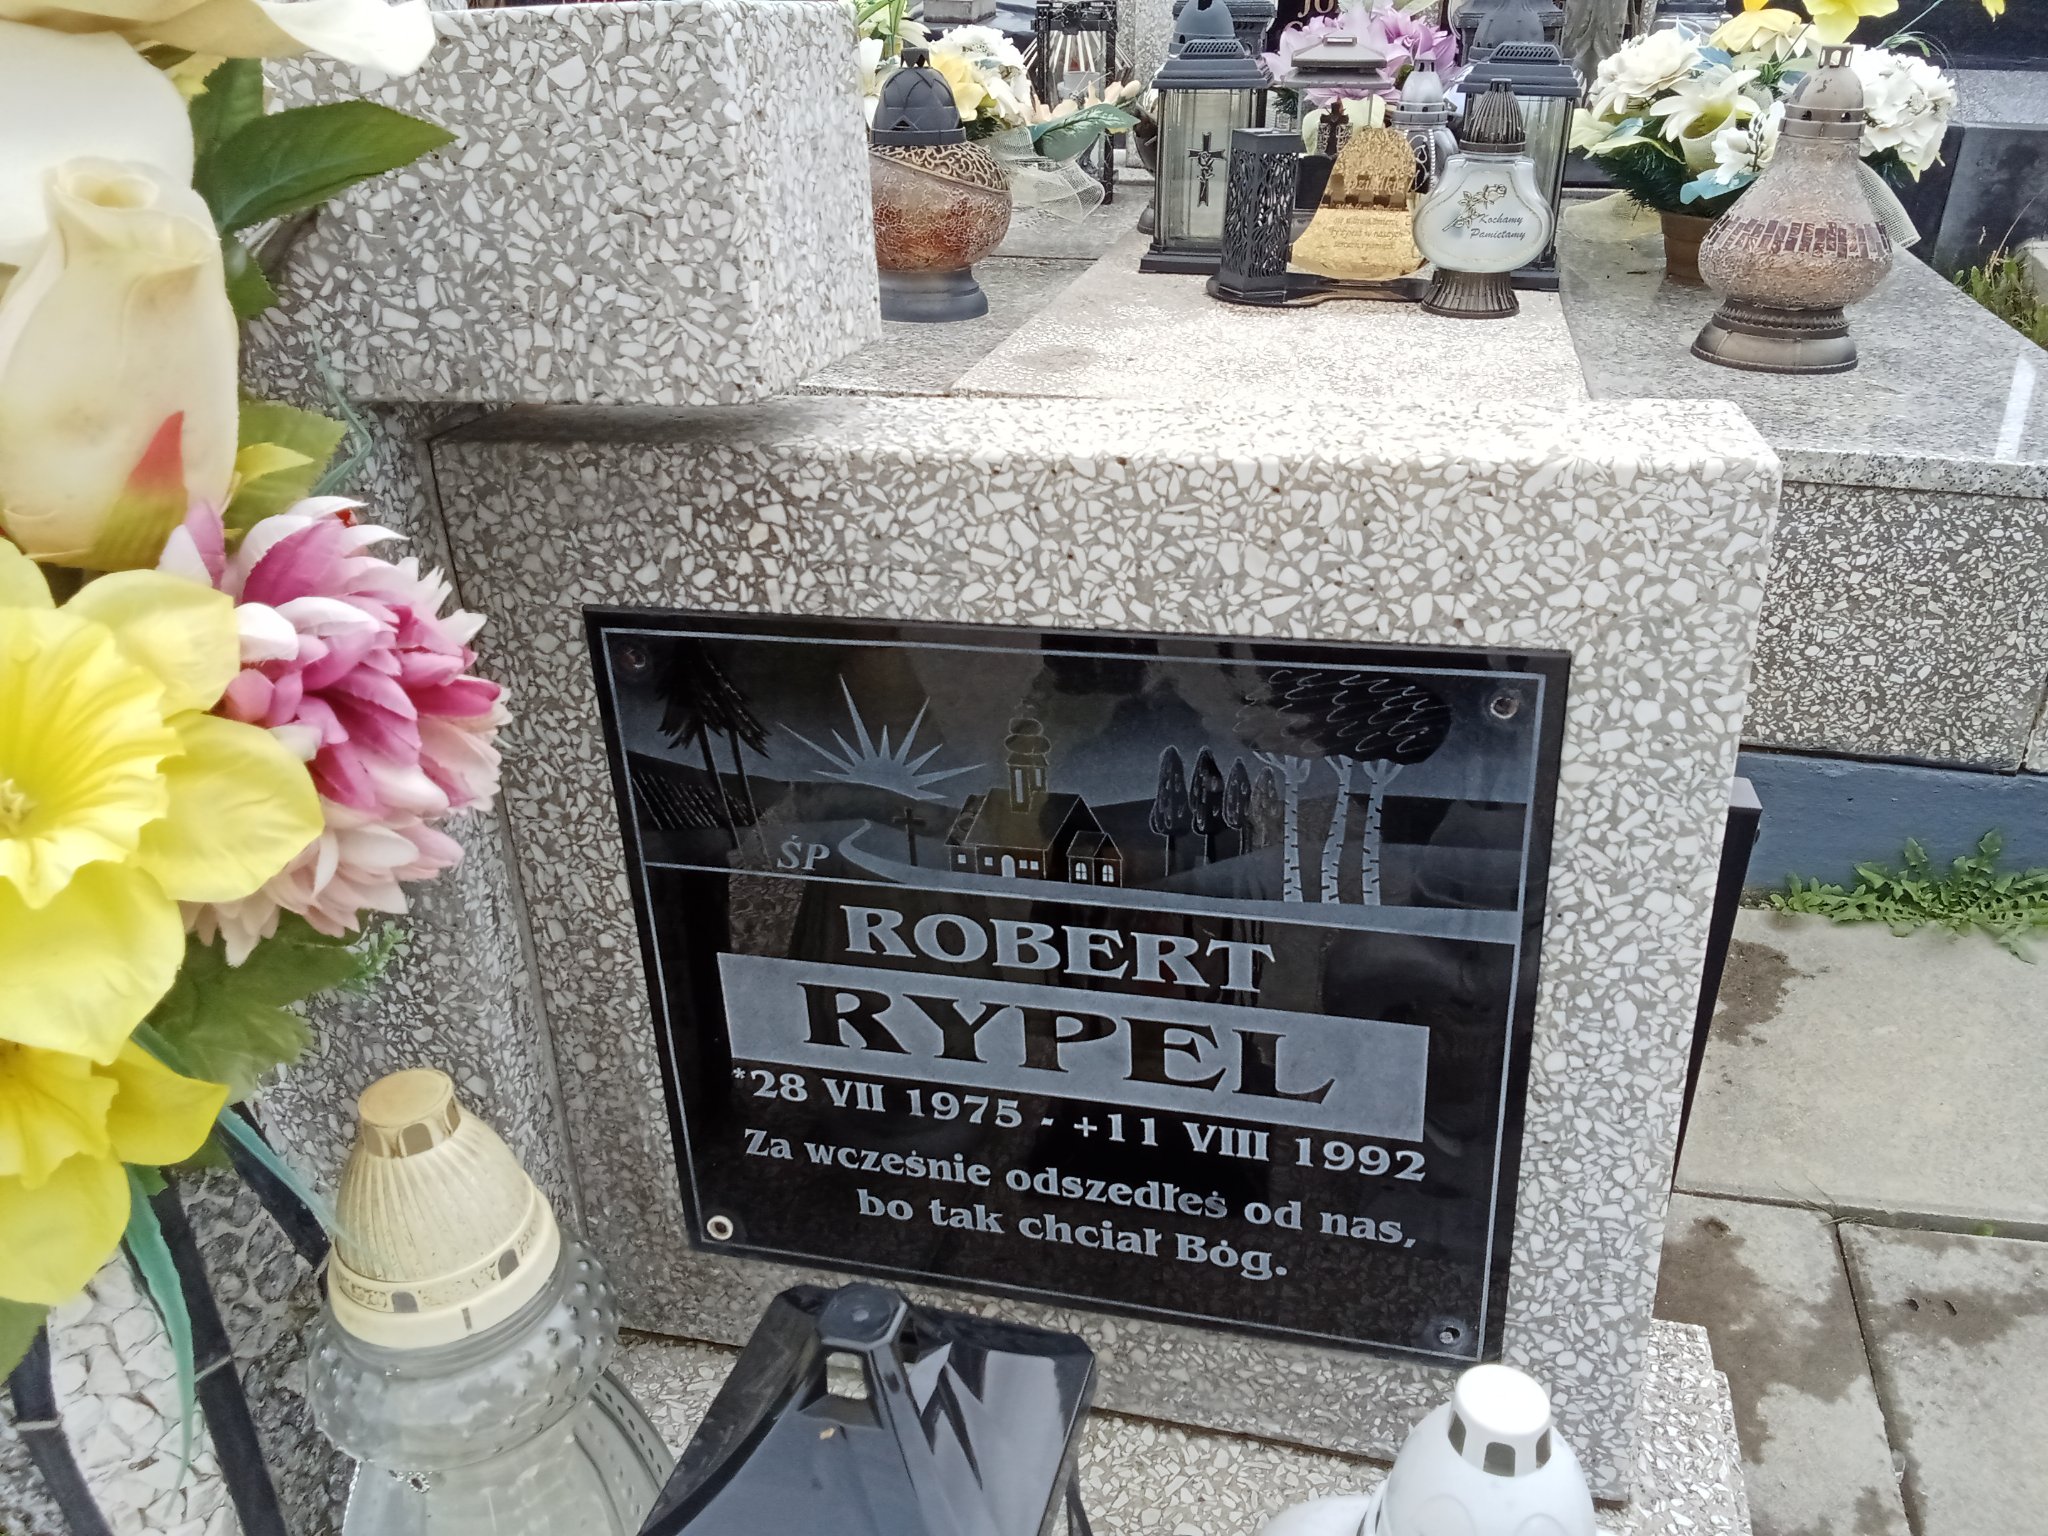 Kochamy
Pamiętamy
ŚP
ROBERT
RYPEL
*28 VII 1975 - +11 VIII 1992
Za wcześnie odszedłeś od nas,
bo tak chciał Bóg.